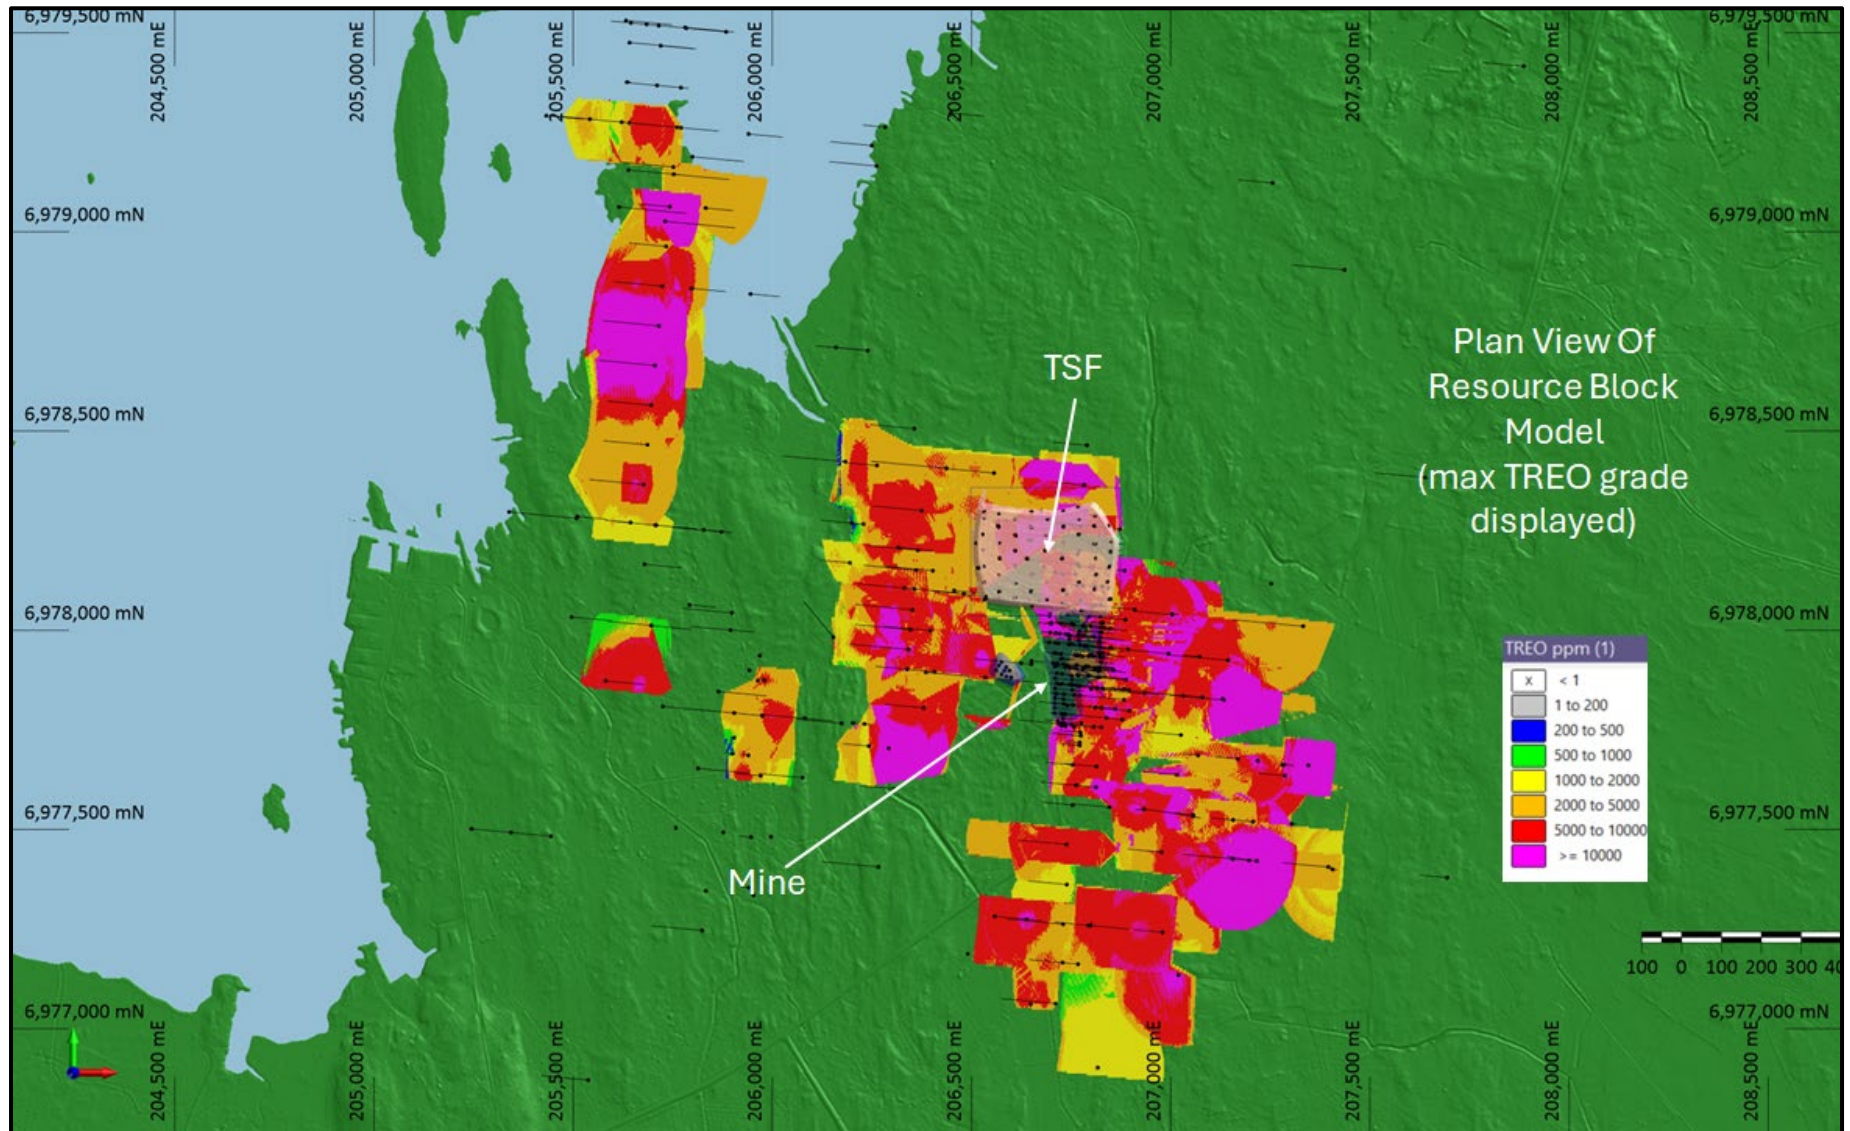 6,979,500 mN
6,979,500 mN
204,500 mE
205,000 mE
205,500 mE
206,000 mE
206,500 mE
207,000 mE
207,500 mE
208,000 mE
208,500 mE
6,979,000 mN
6,979,000 mN
Plan View Of
Resource Block
Model
(max TREO grade
displayed)
TSF
6,978,500 mN
6,978,500 mN
6,978,000 mN
6,978,000 mN
TREO ppm (1)
x < 1
1 to 200
200 to 500
500 to 1000
1000 to 2000
2000 to 5000
5000 to 10000
>= 10000
6,977,500 mN
6,977,500 mN
Mine
100 0 100 200 300
6,977,000 mN
6,977,000 mN
204,500 mE
205,000 mE
205,500 mE
206,000 mE
206,500 mE
207,000 mE
207,500 mE
208,000 mE
208,500 mE